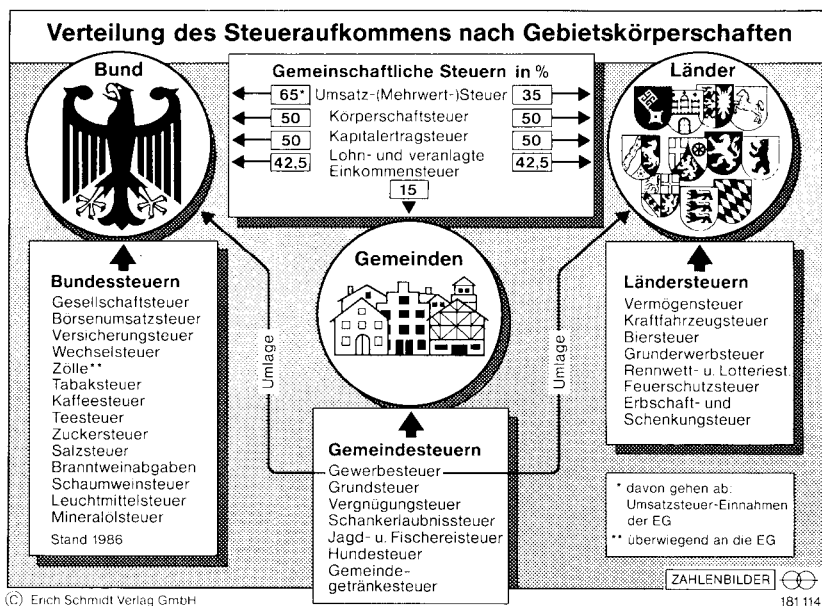 Verteilung des Steueraufkommens nach Gebietskörperschaften
Bund
Gemeinschaftliche Steuern in %
65* Umsatz-(Mehrwert-)Steuer 35
50 Körperschaftsteuer 50
50 Kapitalertragsteuer 50
42,5 Lohn- und veranlagte 42,5
Einkommensteuer
15
Länder
Gemeinden
Umlage
Umlage
Bundessteuern
Gesellschaftsteuer
Börsenumsatzsteuer
Versicherungsteuer
Wechselsteuer
Zölle**
Tabaksteuer
Kaffeesteuer
Teesteuer
Zuckersteuer
Salzsteuer
Branntweinabgaben
Schaumweinsteuer
Leuchtmittelsteuer
Mineralölsteuer
Stand 1986
Gemeindesteuern
Gewerbesteuer
Grundsteuer
Vergnügungsteuer
Schankerlaubnissteuer
Jagd- u. Fischereisteuer
Hundesteuer
Gemeinde-
getränkesteuer
Ländersteuern
Vermögensteuer
Kraftfahrzeugsteuer
Biersteuer
Grunderwerbsteuer
Rennwett- u. Lotteriest.
Feuerschutzsteuer
Erbschaft- und
Schenkungsteuer
* davon gehen ab:
Umsatzsteuer-Einnahmen
der EG
** überwiegend an die EG
ZAHLENBILDER
© Erich Schmidt Verlag GmbH
181 114